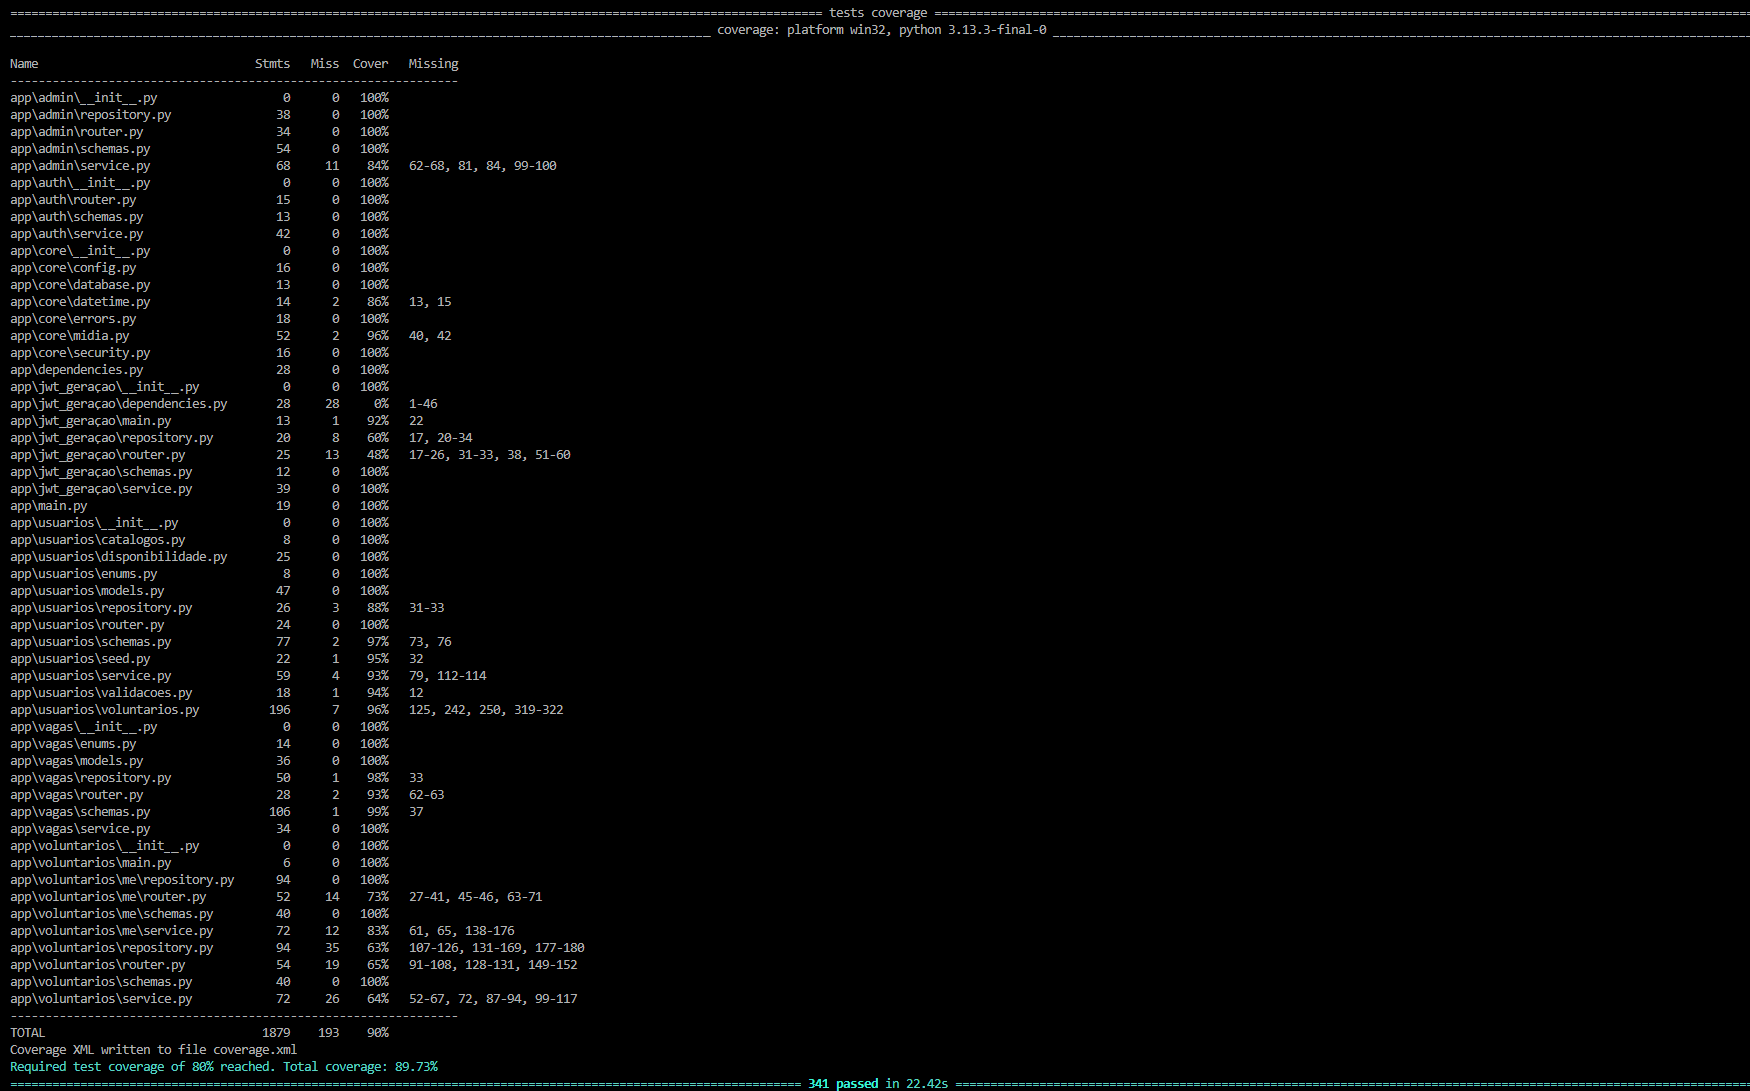 tests coverage
coverage: platform win32, python 3.13.3-final-0
Name Stmts Miss Cover Missing
app\admin\__init__.py 0 0 100%
app\admin\repository.py 38 0 100%
app\admin\router.py 34 0 100%
app\admin\schemas.py 54 0 100%
app\admin\service.py 68 11 84% 62-68, 81, 84, 99-100
app\auth\__init__.py 0 0 100%
app\auth\router.py 15 0 100%
app\auth\schemas.py 13 0 100%
app\auth\service.py 42 0 100%
app\core\__init__.py 0 0 100%
app\core\config.py 16 0 100%
app\core\database.py 13 0 100%
app\core\datetime.py 14 2 86% 13, 15
app\core\errors.py 18 0 100%
app\core\midia.py 52 2 96% 40, 42
app\core\security.py 16 0 100%
app\dependencies.py 28 0 100%
app\jwt_geraçao\__init__.py 0 0 100%
app\jwt_geraçao\dependencies.py 28 28 0% 1-46
app\jwt_geraçao\main.py 13 1 92% 22
app\jwt_geraçao\repository.py 20 8 60% 17, 20-34
app\jwt_geraçao\router.py 25 13 48% 17-26, 31-33, 38, 51-60
app\jwt_geraçao\schemas.py 12 0 100%
app\jwt_geraçao\service.py 39 0 100%
app\main.py 19 0 100%
app\usuarios\__init__.py 0 0 100%
app\usuarios\catalogos.py 8 0 100%
app\usuarios\disponibilidade.py 25 0 100%
app\usuarios\enums.py 8 0 100%
app\usuarios\models.py 47 0 100%
app\usuarios\repository.py 26 3 88% 31-33
app\usuarios\router.py 24 0 100%
app\usuarios\schemas.py 77 2 97% 73, 76
app\usuarios\seed.py 22 1 95% 32
app\usuarios\service.py 59 4 93% 79, 112-114
app\usuarios\validacoes.py 18 1 94% 12
app\usuarios\voluntarios.py 196 7 96% 125, 242, 250, 319-322
app\vagas\__init__.py 0 0 100%
app\vagas\enums.py 14 0 100%
app\vagas\models.py 36 0 100%
app\vagas\repository.py 50 1 98% 33
app\vagas\router.py 28 2 93% 62-63
app\vagas\schemas.py 106 1 99% 37
app\vagas\service.py 34 0 100%
app\voluntarios\__init__.py 0 0 100%
app\voluntarios\main.py 6 0 100%
app\voluntarios\me\repository.py 94 0 100%
app\voluntarios\me\router.py 52 14 73% 27-41, 45-46, 63-71
app\voluntarios\me\schemas.py 40 0 100%
app\voluntarios\me\service.py 72 12 83% 61, 65, 138-176
app\voluntarios\repository.py 94 35 63% 107-126, 131-169, 177-180
app\voluntarios\router.py 54 19 65% 91-108, 128-131, 149-152
app\voluntarios\schemas.py 40 0 100%
app\voluntarios\service.py 72 26 64% 52-67, 72, 87-94, 99-117
TOTAL 1879 193 90%
Coverage XML written to file coverage.xml
Required test coverage of 80% reached. Total coverage: 89.73%
341 passed in 22.42s